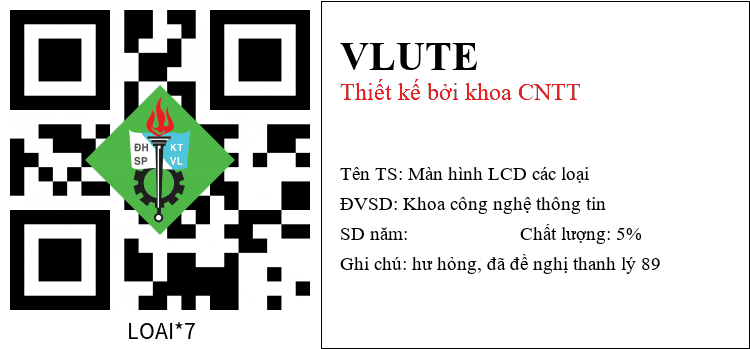 ĐH KT
SP VL
LOAI*7
VLUTE
Thiết kế bởi khoa CNTT
Tên TS: Màn hình LCD các loại
ĐVSD: Khoa công nghệ thông tin
SD năm: Chất lượng: 5%
Ghi chú: hư hỏng, đã đề nghị thanh lý 89